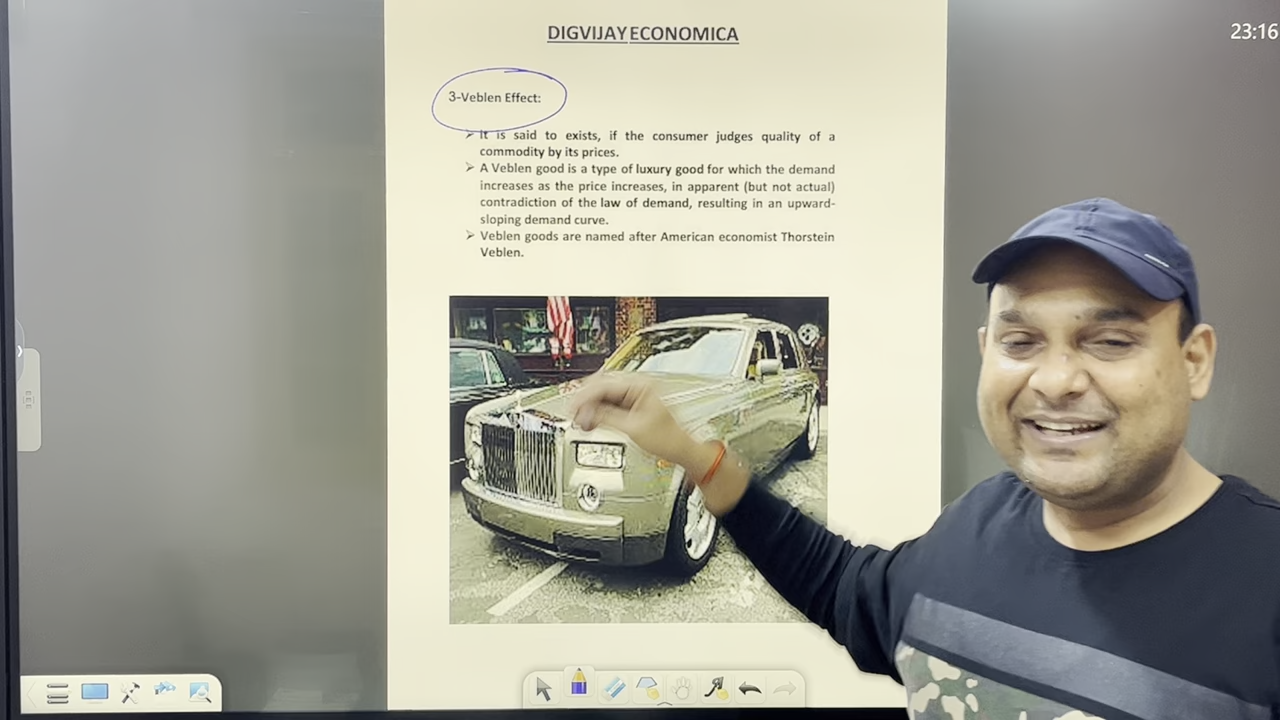 DIGVIJAY ECONOMICA
23:16
3-Veblen Effect:
➤ It is said to exists, if the consumer judges quality of a
commodity by its prices.
➤ A Veblen good is a type of luxury good for which the demand
increases as the price increases, in apparent (but not actual)
contradiction of the law of demand, resulting in an upward-
sloping demand curve.
➤ Veblen goods are named after American economist Thorstein
Veblen.